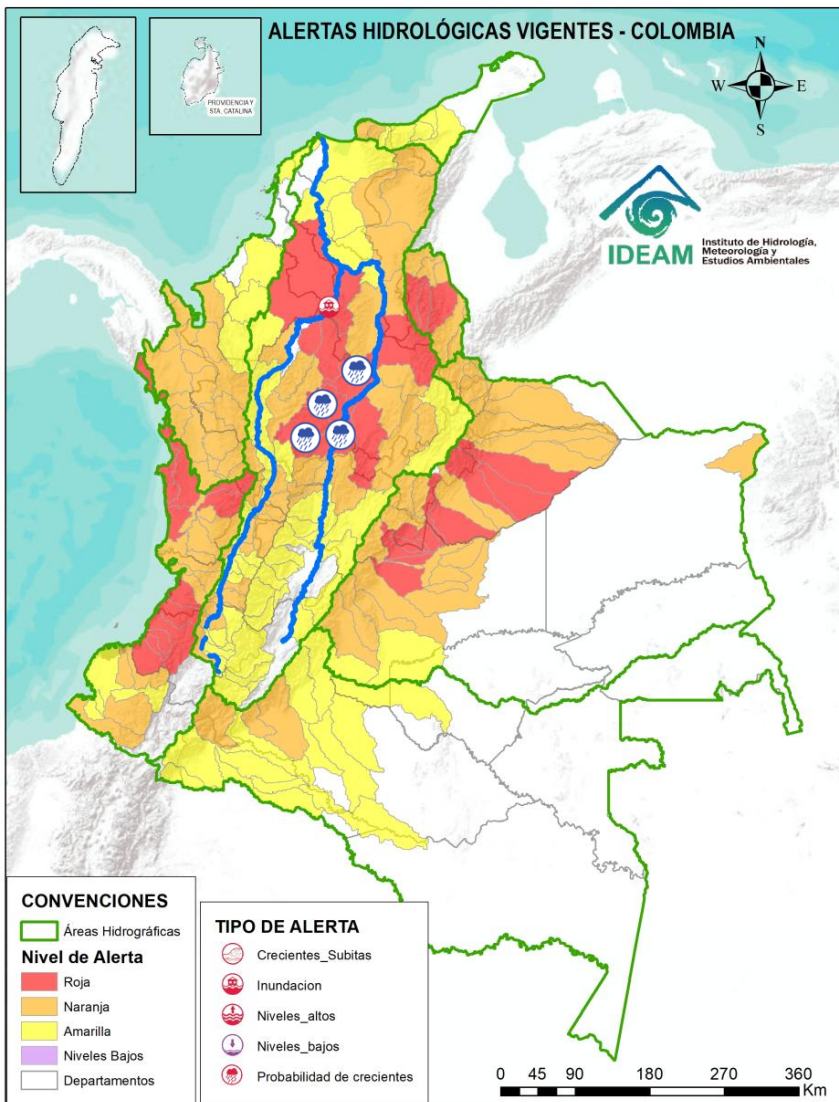 ALERTAS HIDROLÓGICAS VIGENTES - COLOMBIA
PROVIDENCIA Y
STA. CATALINA
N
W
E
S
IDEAM
Instituto de Hidrología,
Meteorología y
Estudios Ambientales
CONVENCIONES
Áreas Hidrográficas
Nivel de Alerta
Roja
Naranja
Amarilla
Niveles Bajos
Departamentos
TIPO DE ALERTA
Crecientes_Subitas
Inundacion
Niveles_altos
Niveles_bajos
Probabilidad de crecientes
0 45 90 180 270 360
Km